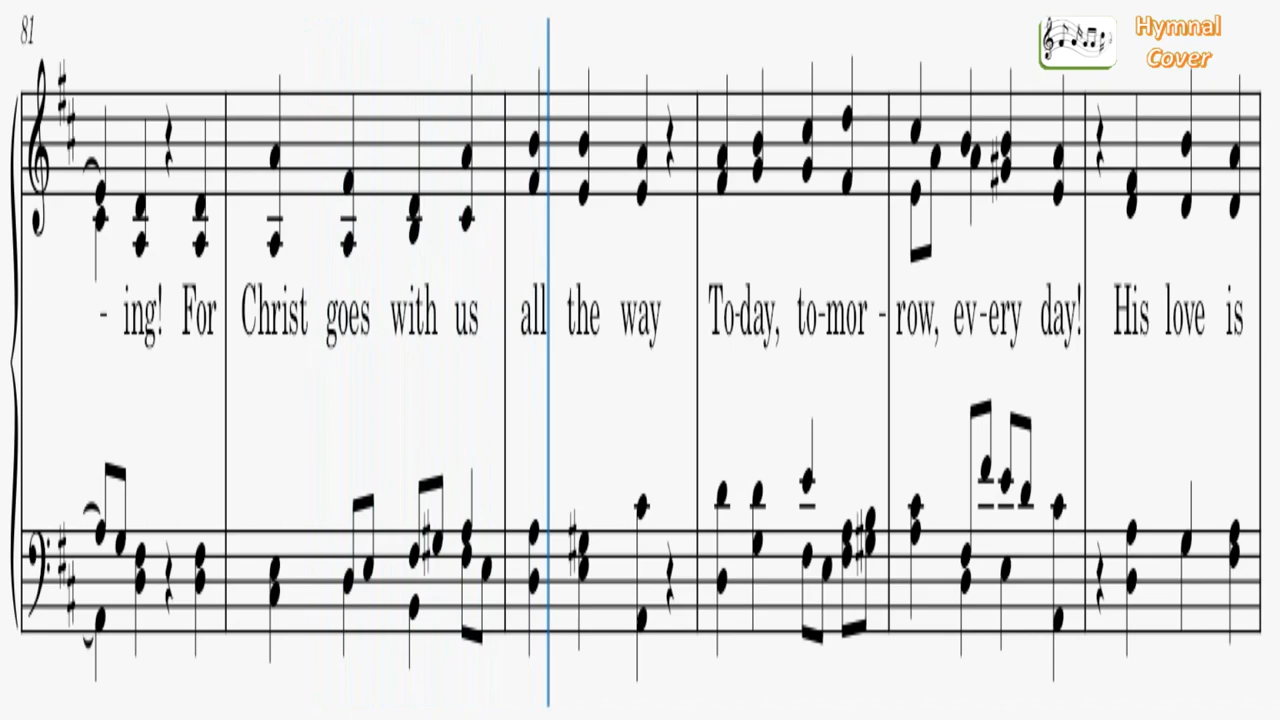 81
Hymnal
Cover
- ing! For Christ goes with us all the way To-day, to-mor - row, ev-ery day! His love is